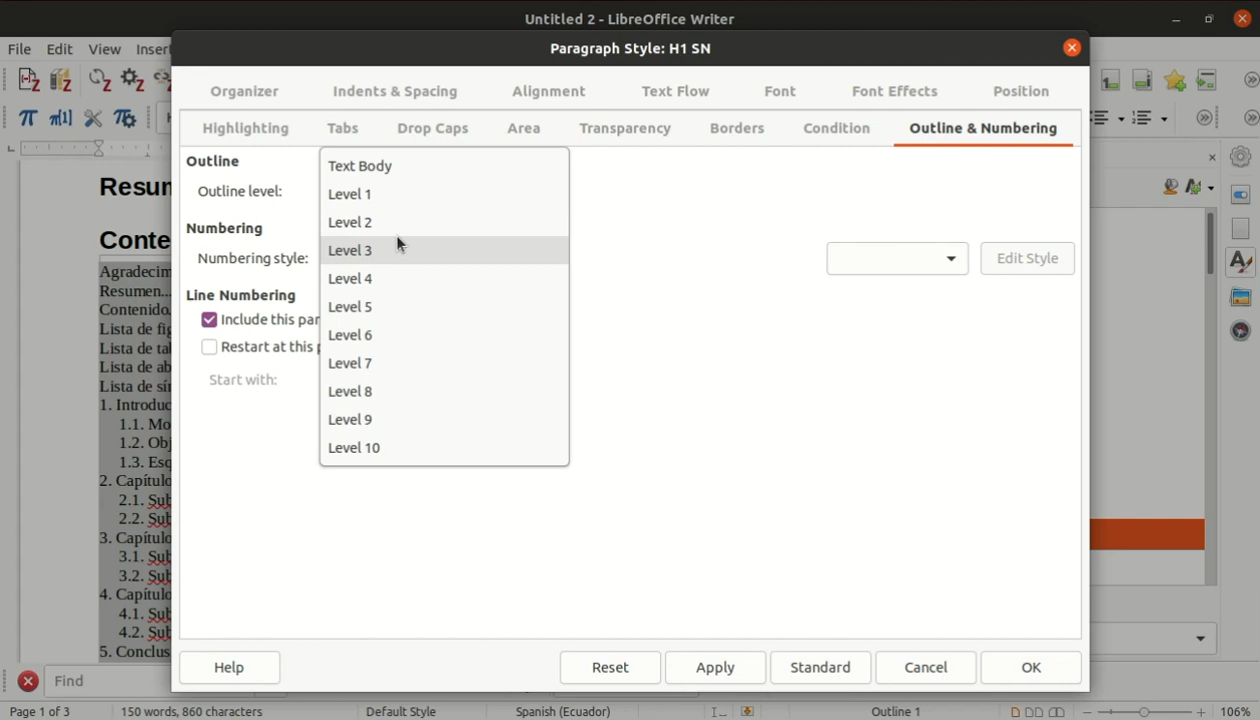 Untitled 2 - LibreOffice Writer
File Edit View Insert
Paragraph Style: H1 SN
Organizer Indents & Spacing Alignment Text Flow Font Font Effects Position
Highlighting Tabs Drop Caps Area Transparency Borders Condition Outline & Numbering
Outline
Outline level:
Text Body
Level 1
Level 2
Level 3
Level 4
Level 5
Level 6
Level 7
Level 8
Level 9
Level 10
Numbering
Numbering style:
Edit Style
Line Numbering
Include this par
Restart at this p
Start with:
Help Reset Apply Standard Cancel OK
Resum
Conte
Agradecim
Resumen...
Contenido.
Lista de fig
Lista de tab
Lista de ab
Lista de sín
1. Introduc
1.1. Mo
1.2. Obj
1.3. Esq
2. Capítulo
2.1. Sub
2.2. Sub
3. Capítulo
3.1. Sub
3.2. Sub
4. Capítulo
4.1. Sub
4.2. Sub
5. Conclus
Find
Page 1 of 3 150 words, 860 characters Default Style Spanish (Ecuador) Outline 1 106%